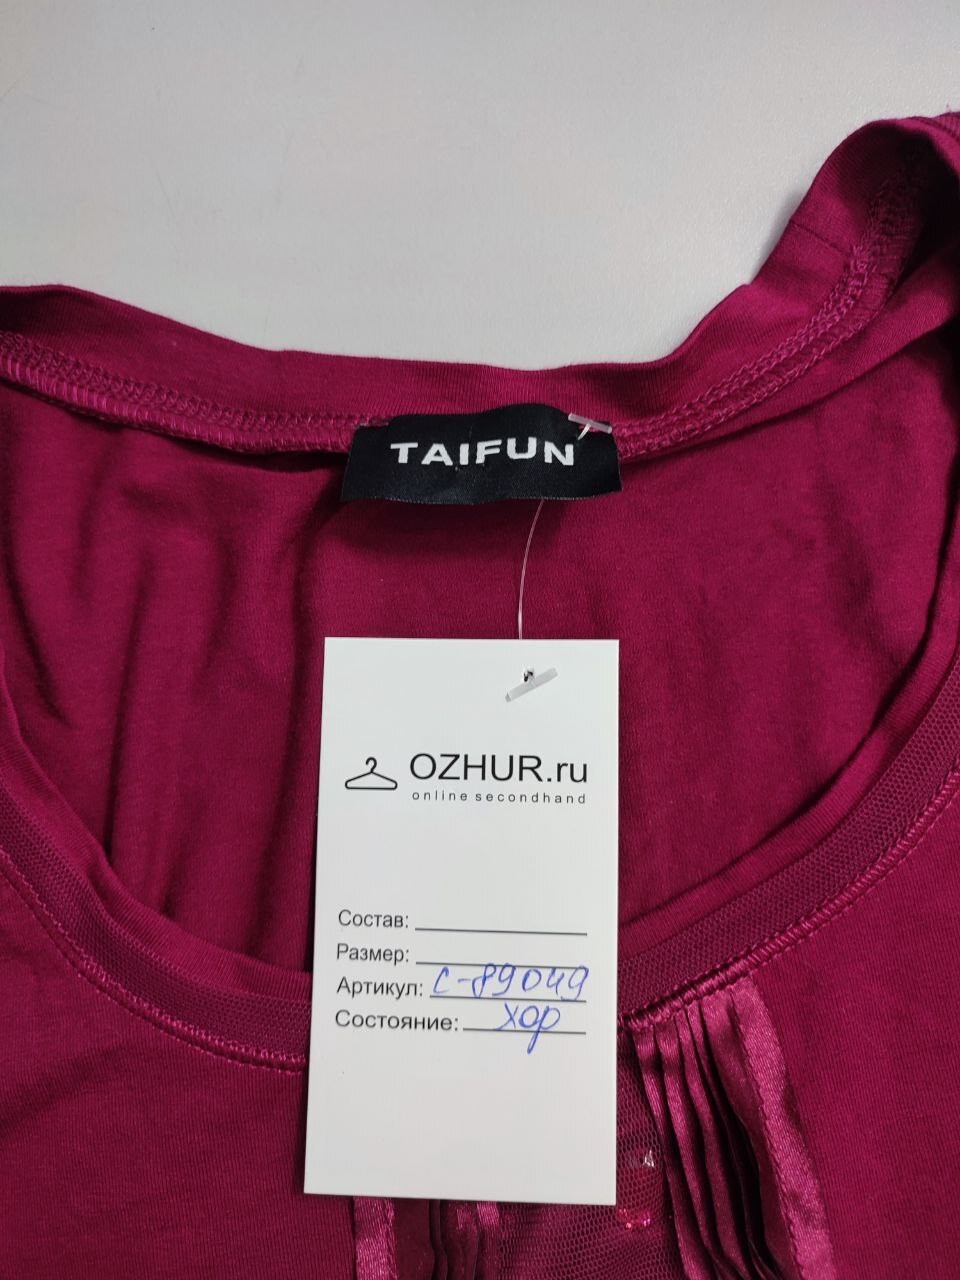 TAIFUN
OZHUR.ru
online secondhand
Состав:
Размер:
Артикул: С-89049
Состояние: хор